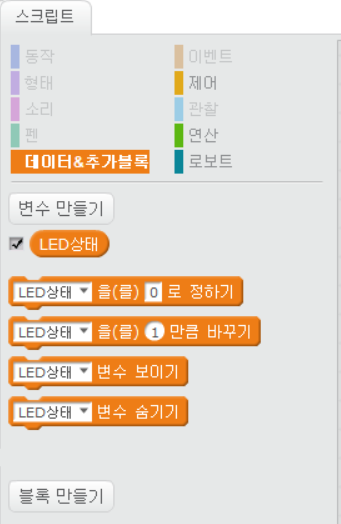 스크립트
동작 이벤트
형태 제어
소리 관찰
펜 연산
데이터&추가블록 로보트
변수 만들기
LED상태
LED상태 을(를) 0 로 정하기
LED상태 을(를) 1 만큼 바꾸기
LED상태 변수 보이기
LED상태 변수 숨기기
블록 만들기